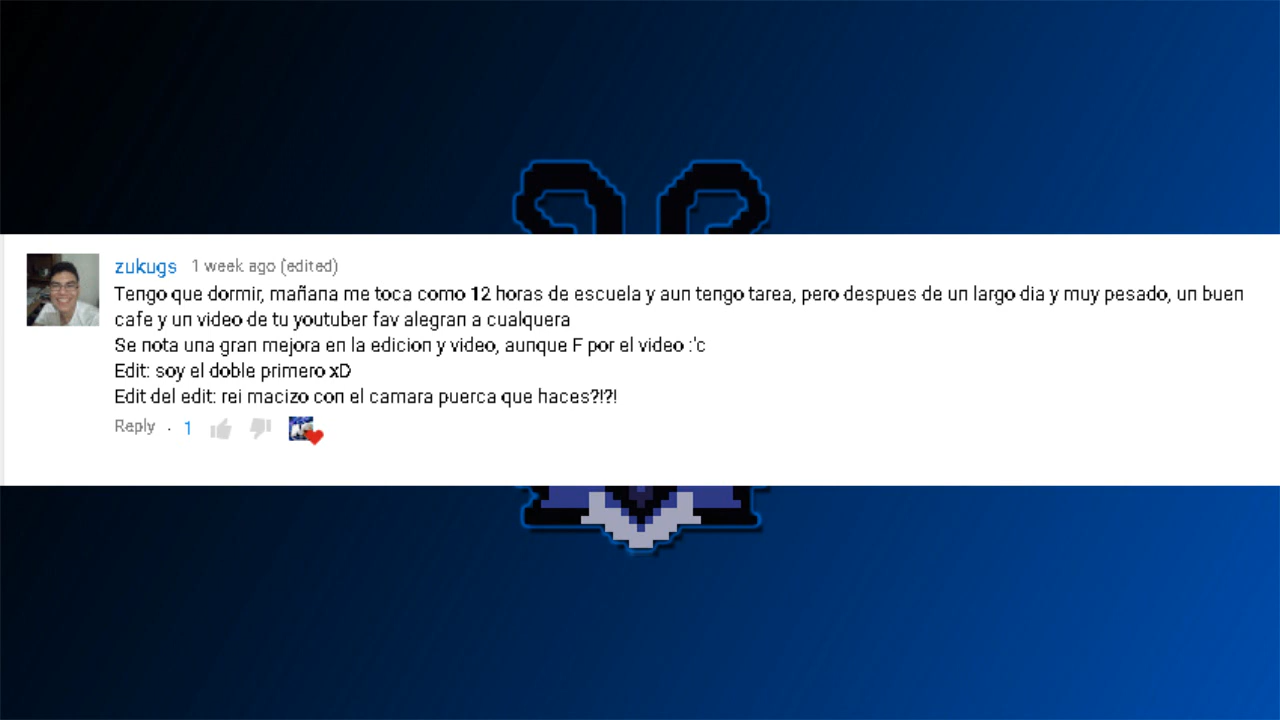 zukugs 1 week ago (edited)
Tengo que dormir, mañana me toca como 12 horas de escuela y aun tengo tarea, pero despues de un largo dia y muy pesado, un buen
cafe y un video de tu youtuber fav alegran a cualquera
Se nota una gran mejora en la edicion y video, aunque F por el video :'c
Edit: soy el doble primero xD
Edit del edit: rei macizo con el camara puerca que haces?!?!
Reply · 1